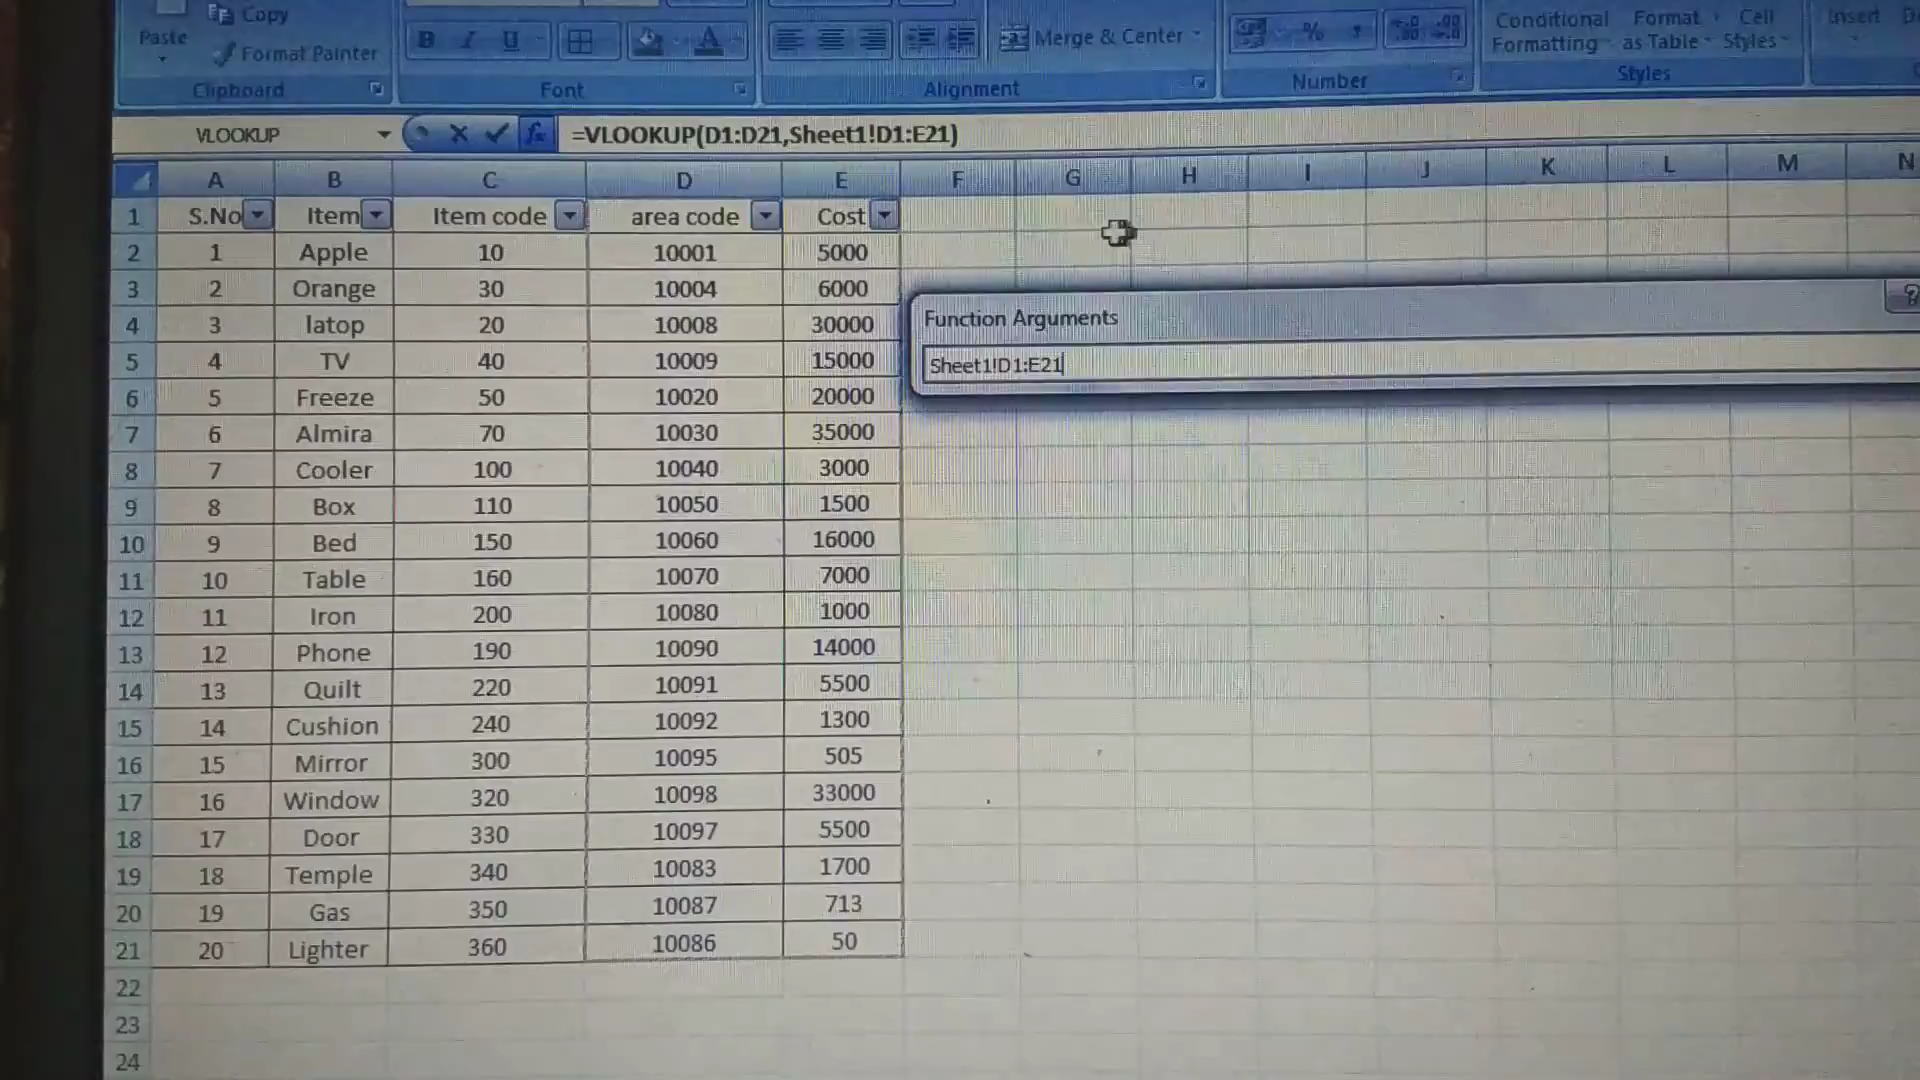 Copy
Paste
Format Painter
Clipboard
B I U
A
Font
Merge & Center
Alignment
%
Number
Conditional Formatting
Format as Table
Cell Styles
Styles
Insert
VLOOKUP
fx
=VLOOKUP(D1:D21,Sheet1!D1:E21)
A B C D E F G H I J K L M N
1 S.No Item Item code area code Cost
2 1 Apple 10 10001 5000
3 2 Orange 30 10004 6000
4 3 latop 20 10008 30000
5 4 TV 40 10009 15000
6 5 Freeze 50 10020 20000
7 6 Almira 70 10030 35000
8 7 Cooler 100 10040 3000
9 8 Box 110 10050 1500
10 9 Bed 150 10060 16000
11 10 Table 160 10070 7000
12 11 Iron 200 10080 1000
13 12 Phone 190 10090 14000
14 13 Quilt 220 10091 5500
15 14 Cushion 240 10092 1300
16 15 Mirror 300 10095 505
17 16 Window 320 10098 33000
18 17 Door 330 10097 5500
19 18 Temple 340 10083 1700
20 19 Gas 350 10087 713
21 20 Lighter 360 10086 50
22
23
24
Function Arguments
?
Sheet1!D1:E21